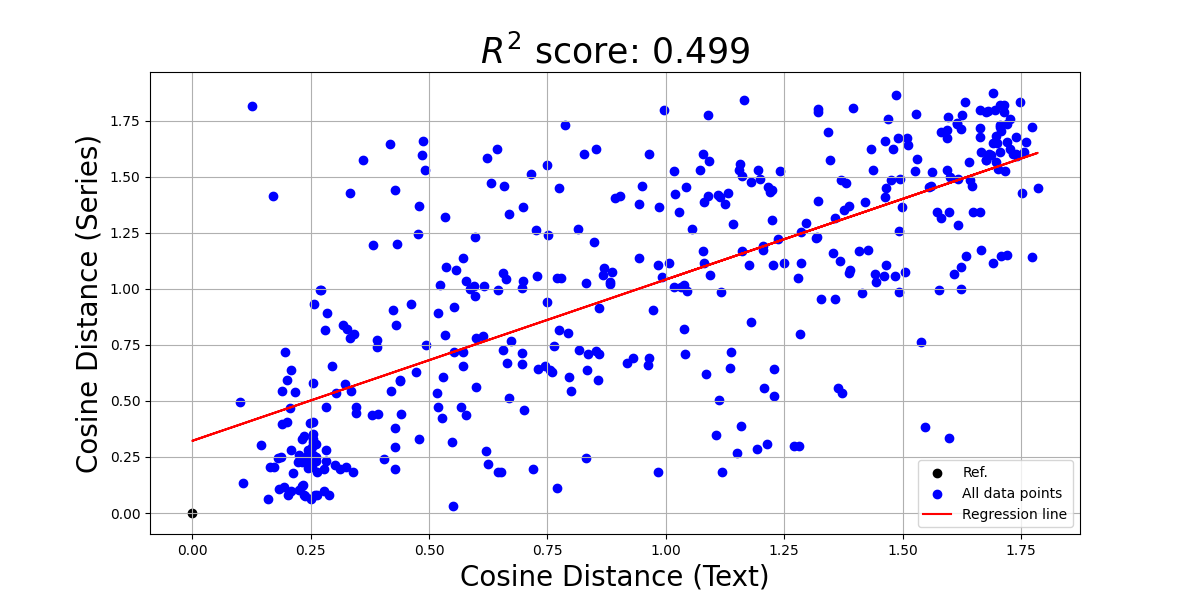 R² score: 0.499
Cosine Distance (Series)
1.75
1.50
1.25
1.00
0.75
0.50
0.25
0.00
0.00 0.25 0.50 0.75 1.00 1.25 1.50 1.75
Cosine Distance (Text)
Ref.
All data points
Regression line